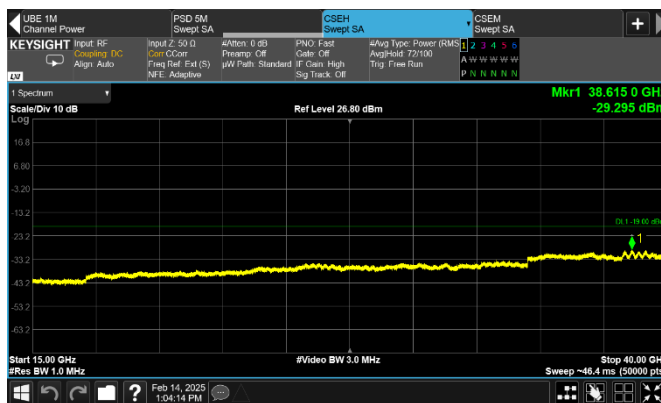 UBE 1M
Channel Power
PSD 5M
Swept SA
CSEH
Swept SA
CSEM
Swept SA
+
KEYSIGHT
Input: RF
Coupling: DC
Align: Auto
Input Z: 50 Ω
Corr CCorr
Freq Ref: Ext (S)
NFE: Adaptive
#Atten: 0 dB
Preamp: Off
µW Path: Standard
PNO: Fast
Gate: Off
IF Gain: High
Sig Track: Off
#Avg Type: Power (RMS
Avg|Hold: 72/100
Trig: Free Run
1 2 3 4 5 6
A W W W W W
P N N N N N
LXI
1 Spectrum
Scale/Div 10 dB
Ref Level 26.80 dBm
Mkr1 38.615 0 GHz
-29.295 dBm
Log
16.8
6.80
-3.20
-13.2
-23.2
-33.2
-43.2
-53.2
-63.2
DL1 -19.00 dBm
1
Start 15.00 GHz
#Video BW 3.0 MHz
Stop 40.00 GHz
#Res BW 1.0 MHz
Sweep ~46.4 ms (50000 pts)
?
Feb 14, 2025
1:04:14 PM